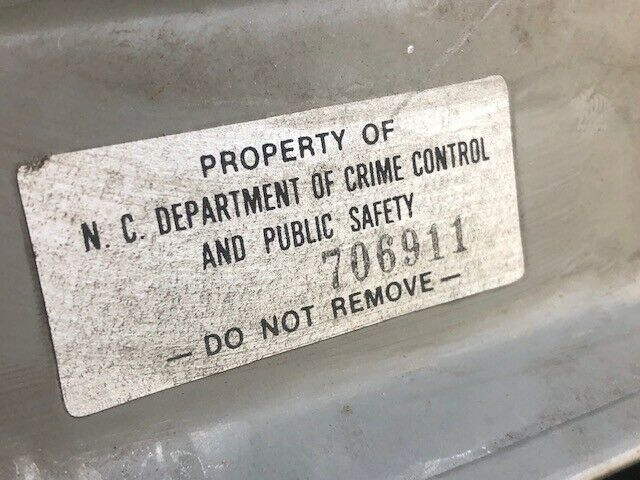 PROPERTY OF
N. C. DEPARTMENT OF CRIME CONTROL
AND PUBLIC SAFETY
706911
— DO NOT REMOVE —